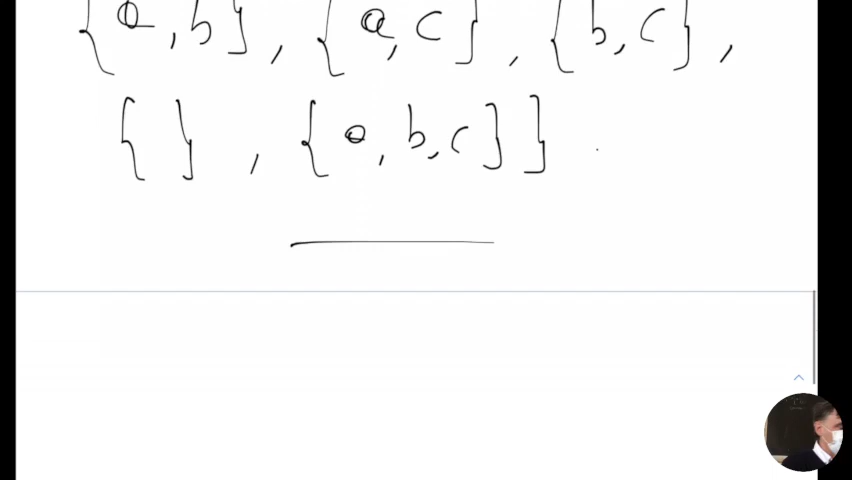 {a, b}, {a, c}, {b, c},
{ }, {a, b, c}}